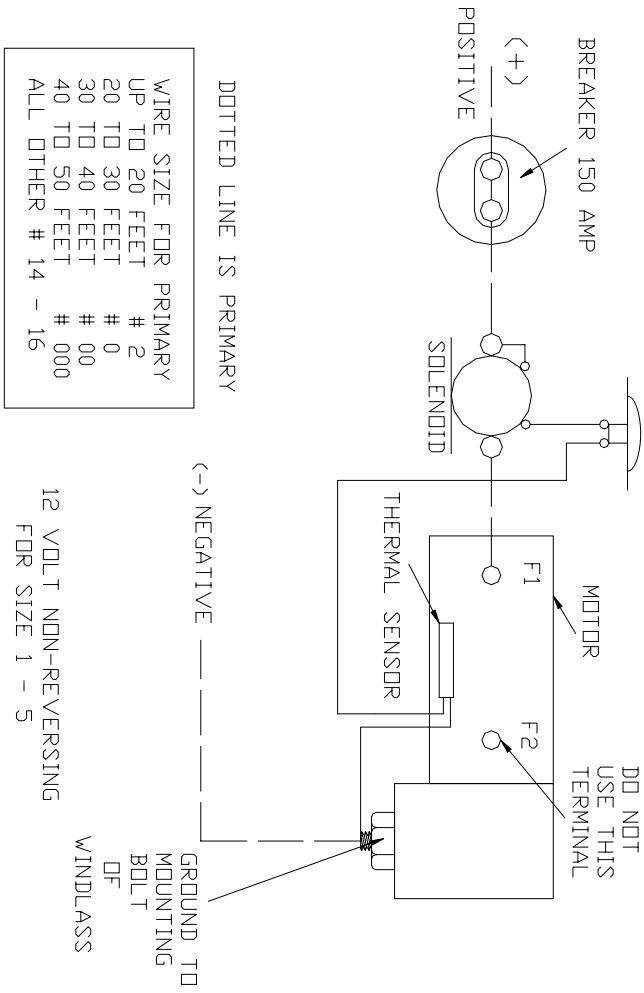 BREAKER 150 AMP
(+)
POSITIVE
SOLENOID
MOTOR
F1
F2
DO NOT
USE THIS
TERMINAL
THERMAL SENSOR
(-) NEGATIVE
GROUND TO
MOUNTING
BOLT
OF
WINDLASS
DOTTED LINE IS PRIMARY
WIRE SIZE FOR PRIMARY
UP TO 20 FEET # 2
20 TO 30 FEET # 0
30 TO 40 FEET # 00
40 TO 50 FEET # 000
ALL OTHER # 14 - 16
12 VOLT NON-REVERSING
FOR SIZE 1 - 5